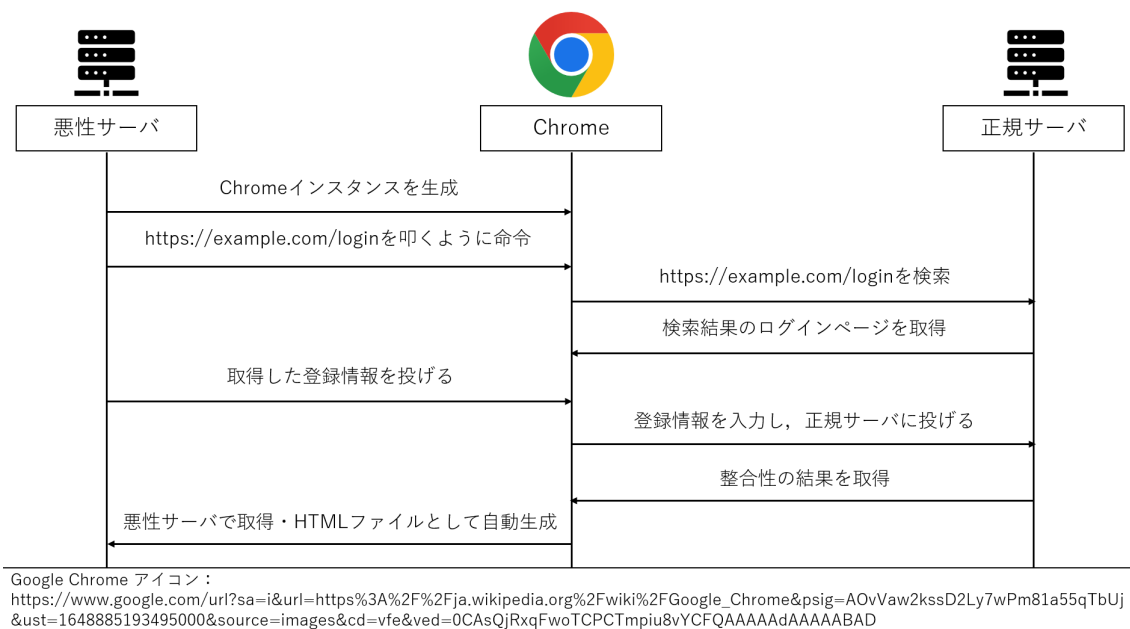 悪性サーバ
Chrome
正規サーバ
Chromeインスタンスを生成
https://example.com/loginを叩くように命令
https://example.com/loginを検索
検索結果のログインページを取得
取得した登録情報を投げる
登録情報を入力し，正規サーバに投げる
整合性の結果を取得
悪性サーバで取得・HTMLファイルとして自動生成
Google Chrome アイコン：
https://www.google.com/url?sa=i&url=https%3A%2F%2Fja.wikipedia.org%2Fwiki%2FGoogle_Chrome&psig=AOvVaw2kssD2Ly7wPm81a55qTbUj
&ust=1648885193495000&source=images&cd=vfe&ved=0CAsQjRxqFwoTCPCTmpiu8vYCFQAAAAAdAAAAABAD